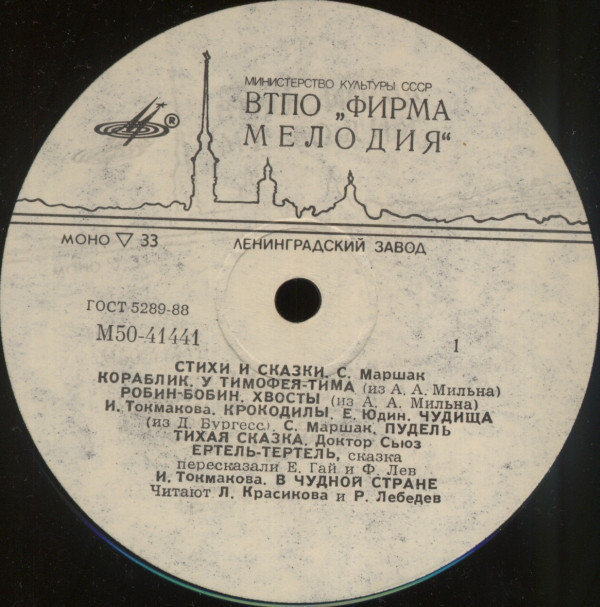 МИНИСТЕРСТВО КУЛЬТУРЫ СССР
ВТПО „ФИРМА
МЕЛОДИЯ“
®
МОНО ▽ 33
ЛЕНИНГРАДСКИЙ ЗАВОД
ГОСТ 5289-88
М50-41441
1
СТИХИ И СКАЗКИ. С. Маршак
КОРАБЛИК. У ТИМОФЕЯ-ТИМА (из А. А. Мильна)
РОБИН-БОБИН. ХВОСТЫ (из А. А. Мильна)
И. Токмакова. КРОКОДИЛЫ. Е. Юдин. ЧУДИЩА
(из Д. Бургесс). С. Маршак. ПУДЕЛЬ
ТИХАЯ СКАЗКА. Доктор Сьюз
ЕРТЕЛЬ-ТЕРТЕЛЬ, сказка
пересказали Е. Гай и Ф. Лев
И. Токмакова. В ЧУДНОЙ СТРАНЕ
Читают Л. Красикова и Р. Лебедев